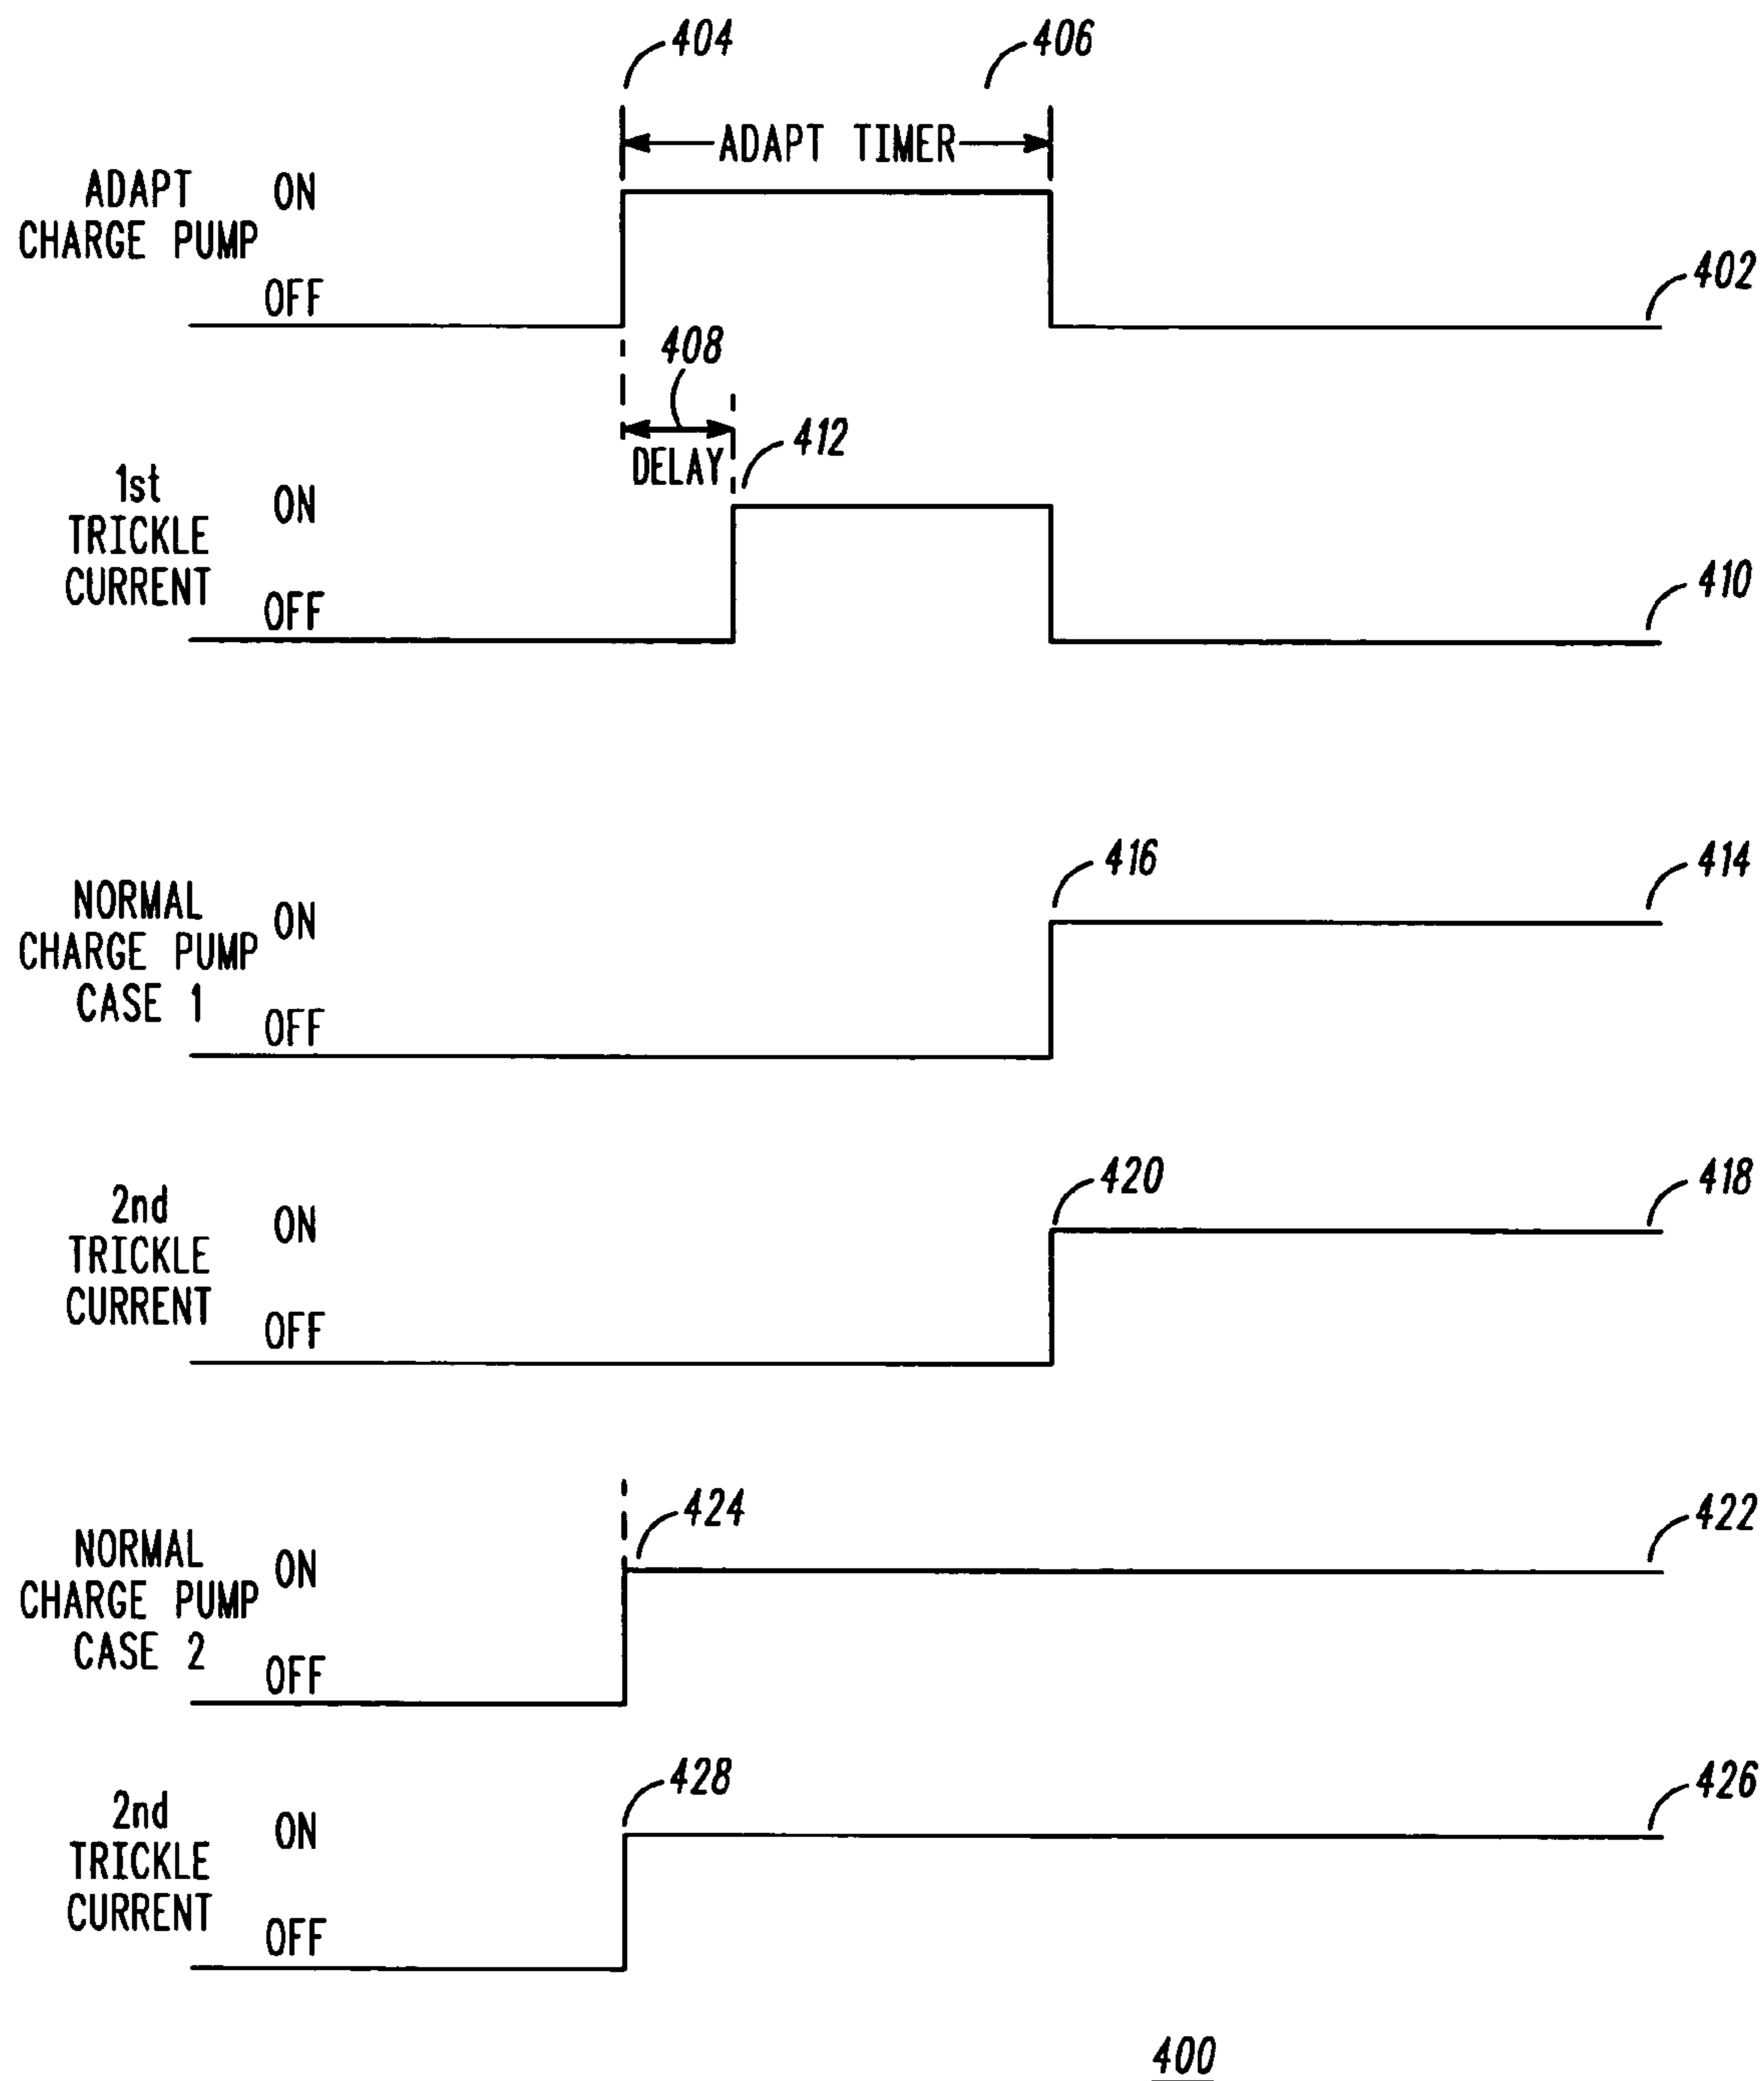 404
406
ADAPT TIMER
ADAPT
CHARGE PUMP
ON
OFF
402
408
DELAY
412
1st
TRICKLE
CURRENT
ON
OFF
410
NORMAL
CHARGE PUMP
CASE 1
ON
OFF
416
414
2nd
TRICKLE
CURRENT
ON
OFF
420
418
NORMAL
CHARGE PUMP
CASE 2
ON
OFF
424
422
2nd
TRICKLE
CURRENT
ON
OFF
428
426
400